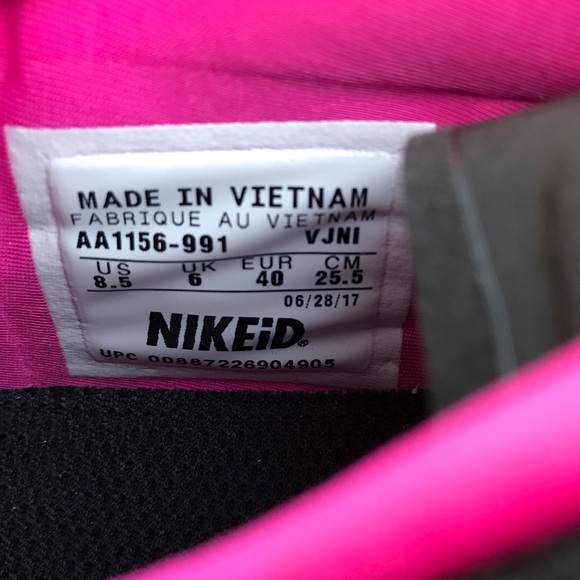 MADE IN VIETNAM
FABRIQUE AU VIETNAM
AA1156-991 VJNI
US UK EUR CM
8.5 6 40 25.5
06/28/17
NIKEiD®
UPC 00887226904905